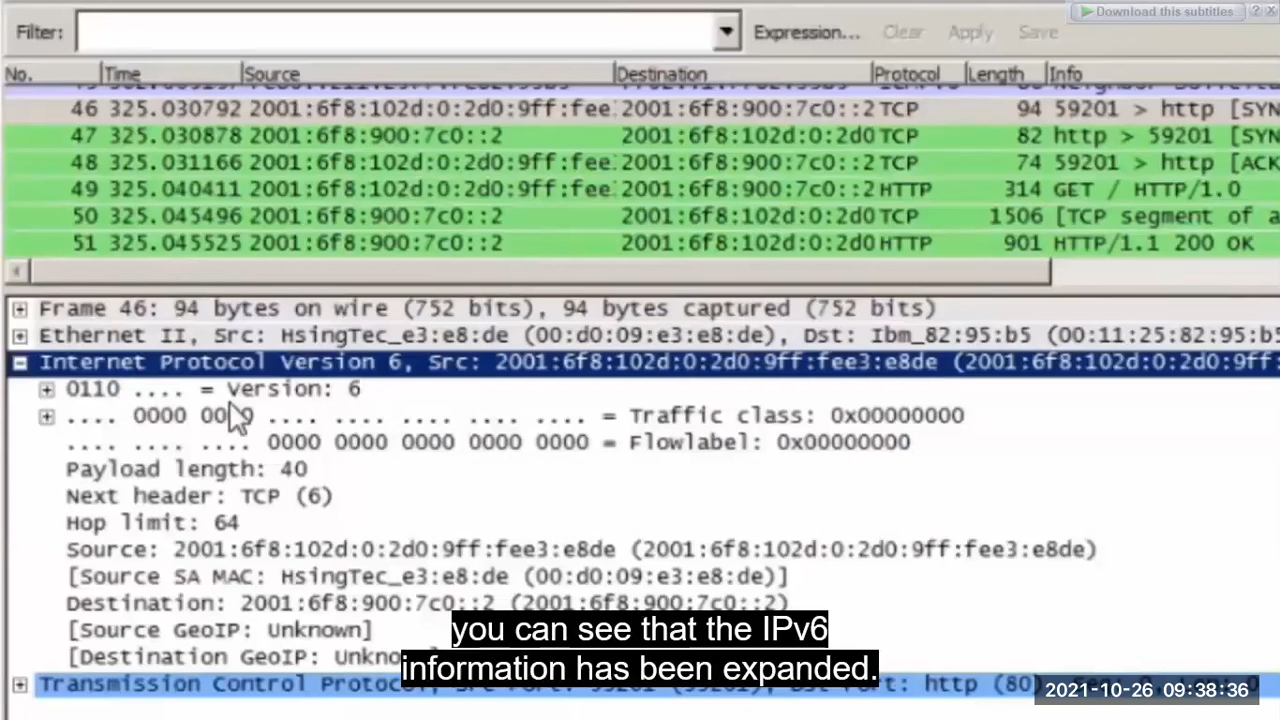 Download this subtitles ? X
Filter: Expression... Clear Apply Save
No. Time Source Destination Protocol Length Info
46 325.030792 2001:6f8:102d:0:2d0:9ff:fee 2001:6f8:900:7c0::2 TCP 94 59201 > http [SYN
47 325.030878 2001:6f8:900:7c0::2 2001:6f8:102d:0:2d0 TCP 82 http > 59201 [SYN
48 325.031166 2001:6f8:102d:0:2d0:9ff:fee 2001:6f8:900:7c0::2 TCP 74 59201 > http [ACK
49 325.040411 2001:6f8:102d:0:2d0:9ff:fee 2001:6f8:900:7c0::2 HTTP 314 GET / HTTP/1.0
50 325.045496 2001:6f8:900:7c0::2 2001:6f8:102d:0:2d0 TCP 1506 [TCP segment of a
51 325.045525 2001:6f8:900:7c0::2 2001:6f8:102d:0:2d0 HTTP 901 HTTP/1.1 200 OK
Frame 46: 94 bytes on wire (752 bits), 94 bytes captured (752 bits)
Ethernet II, Src: HsingTec_e3:e8:de (00:d0:09:e3:e8:de), Dst: Ibm_82:95:b5 (00:11:25:82:95:b5
Internet Protocol Version 6, Src: 2001:6f8:102d:0:2d0:9ff:fee3:e8de (2001:6f8:102d:0:2d0:9ff:
0110 .... = Version: 6
.... 0000 0000 .... .... .... .... .... = Traffic class: 0x00000000
.... .... .... 0000 0000 0000 0000 0000 = Flowlabel: 0x00000000
Payload length: 40
Next header: TCP (6)
Hop limit: 64
Source: 2001:6f8:102d:0:2d0:9ff:fee3:e8de (2001:6f8:102d:0:2d0:9ff:fee3:e8de)
[Source SA MAC: HsingTec_e3:e8:de (00:d0:09:e3:e8:de)]
Destination: 2001:6f8:900:7c0::2 (2001:6f8:900:7c0::2)
[Source GeoIP: Unknown]
[Destination GeoIP: Unkno
you can see that the IPv6
information has been expanded.
Transmission Control Protocol, Src Port: 59201 (59201), Dst Port: http (80)
2021-10-26 09:38:36